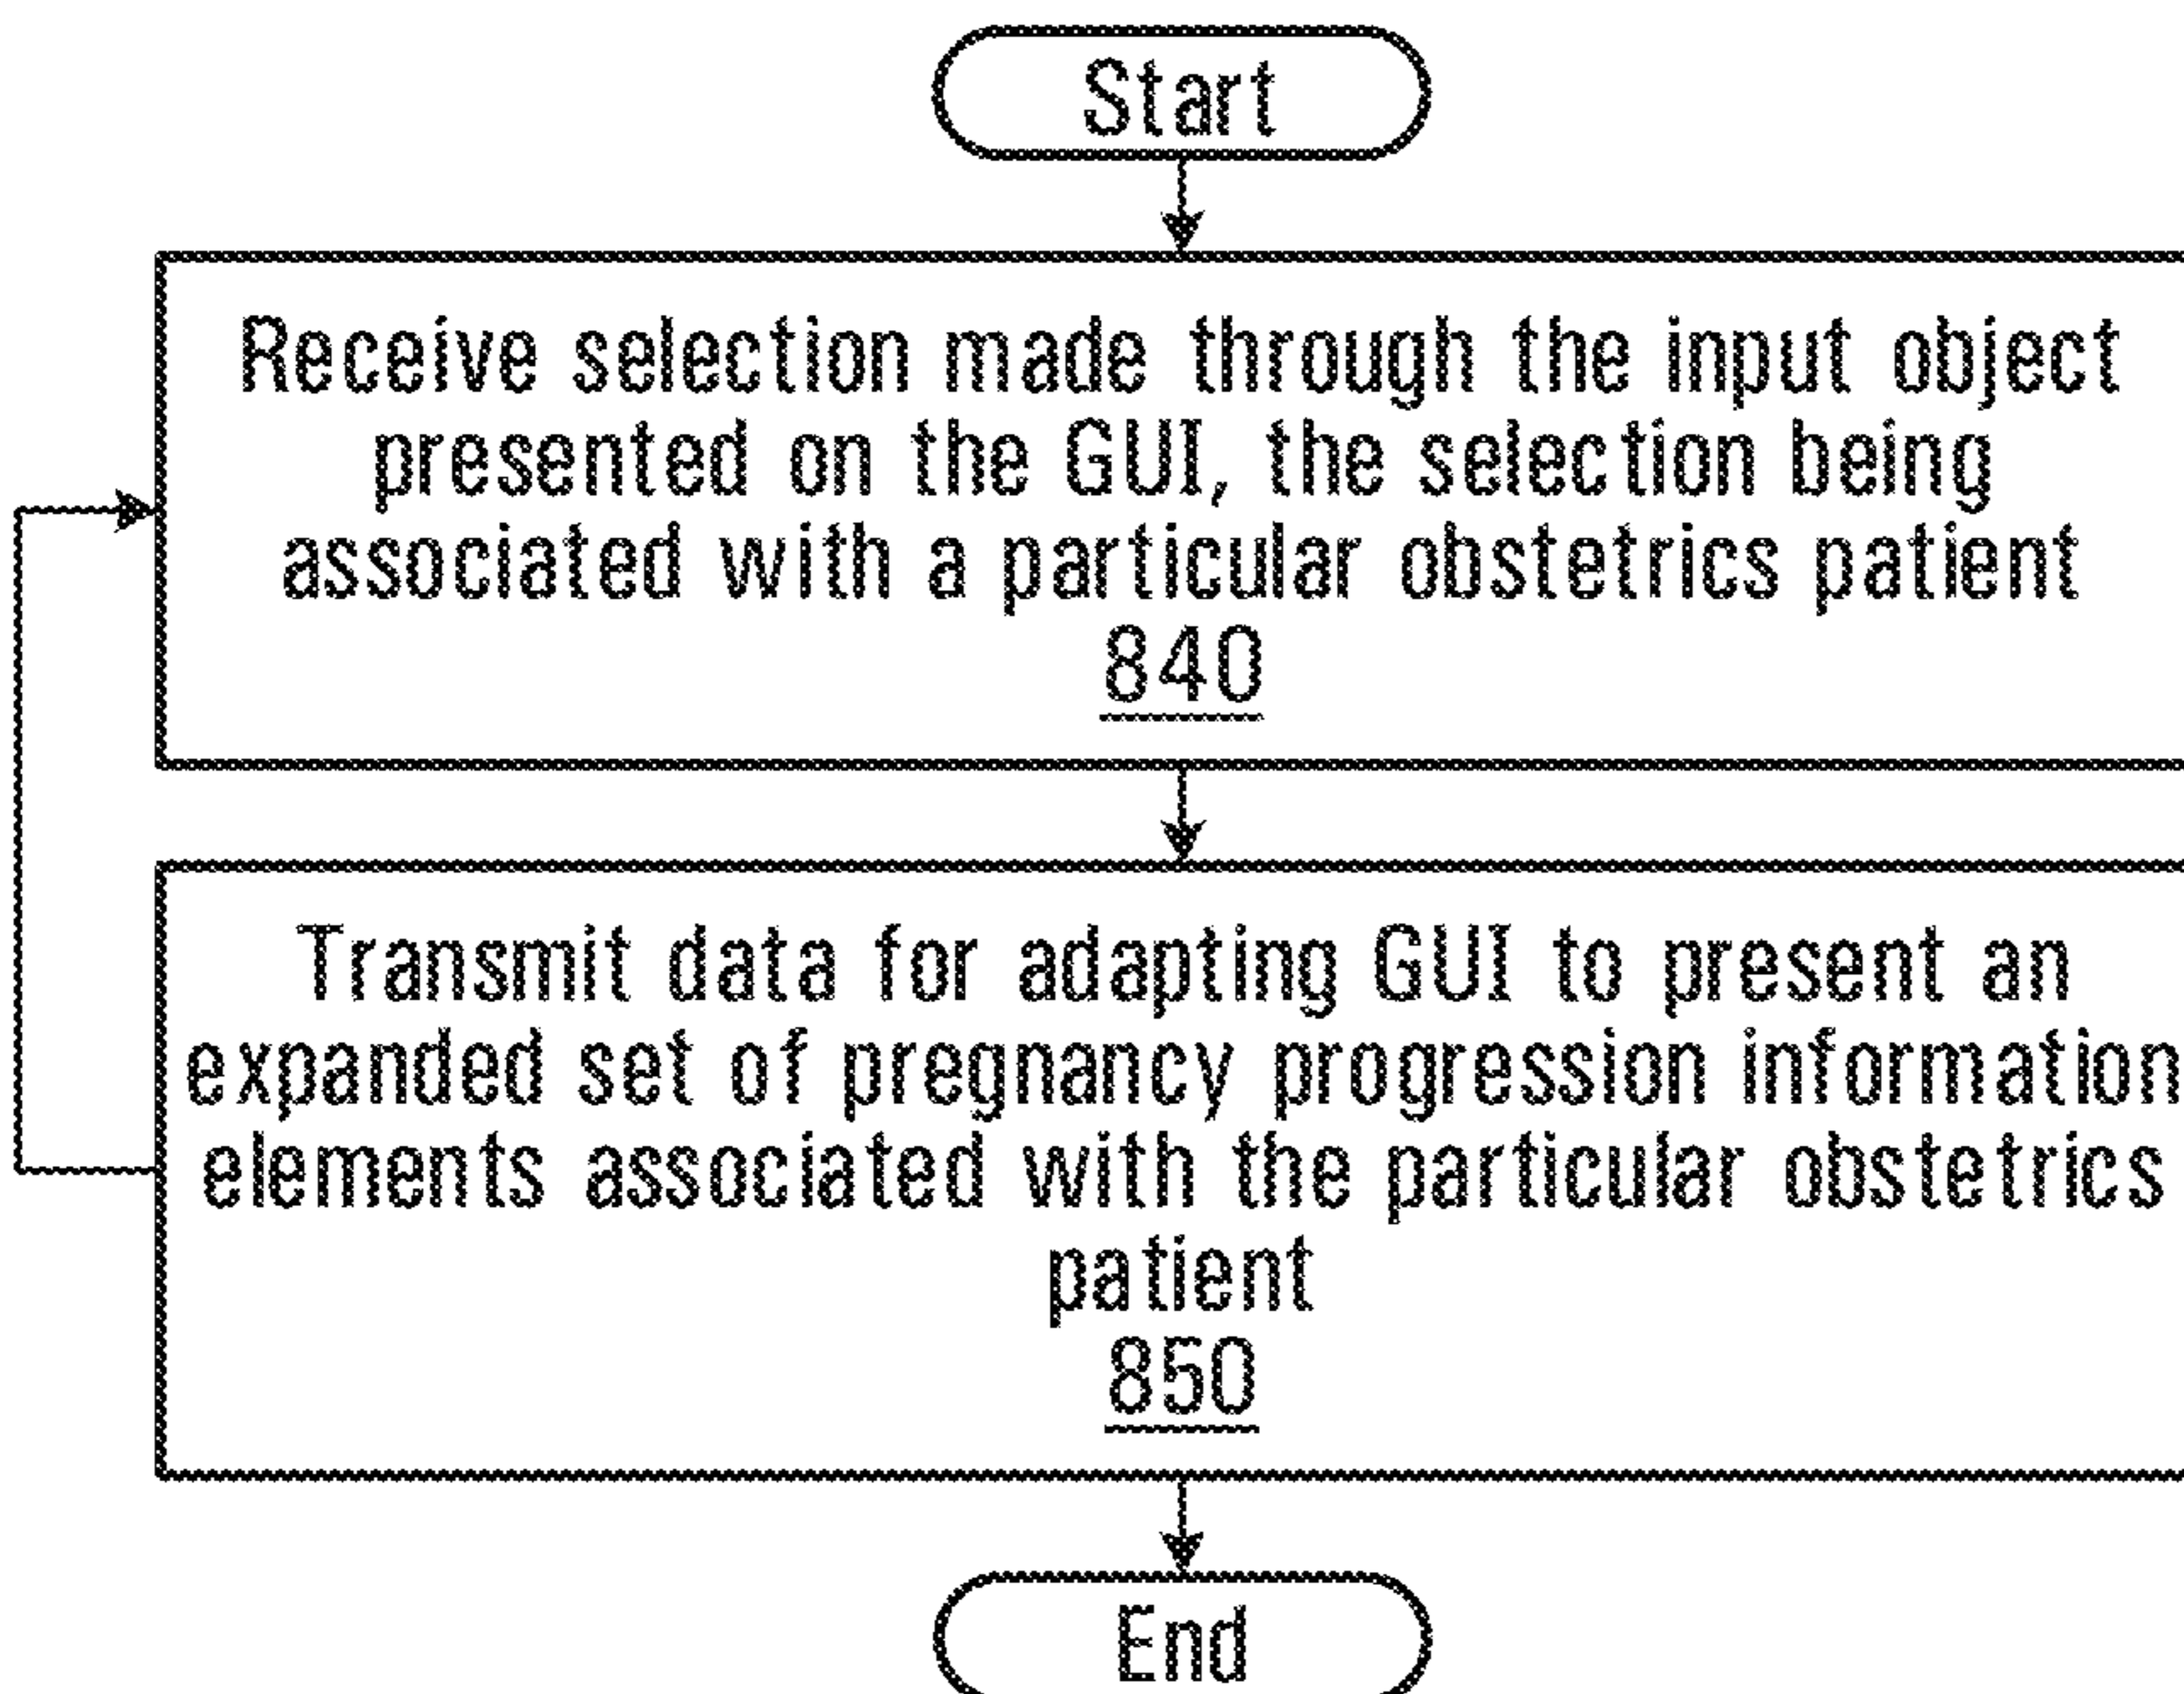 Start
Receive selection made through the input object
presented on the GUI, the selection being
associated with a particular obstetrics patient
840
Transmit data for adapting GUI to present an
expanded set of pregnancy progression information
elements associated with the particular obstetrics
patient
850
End